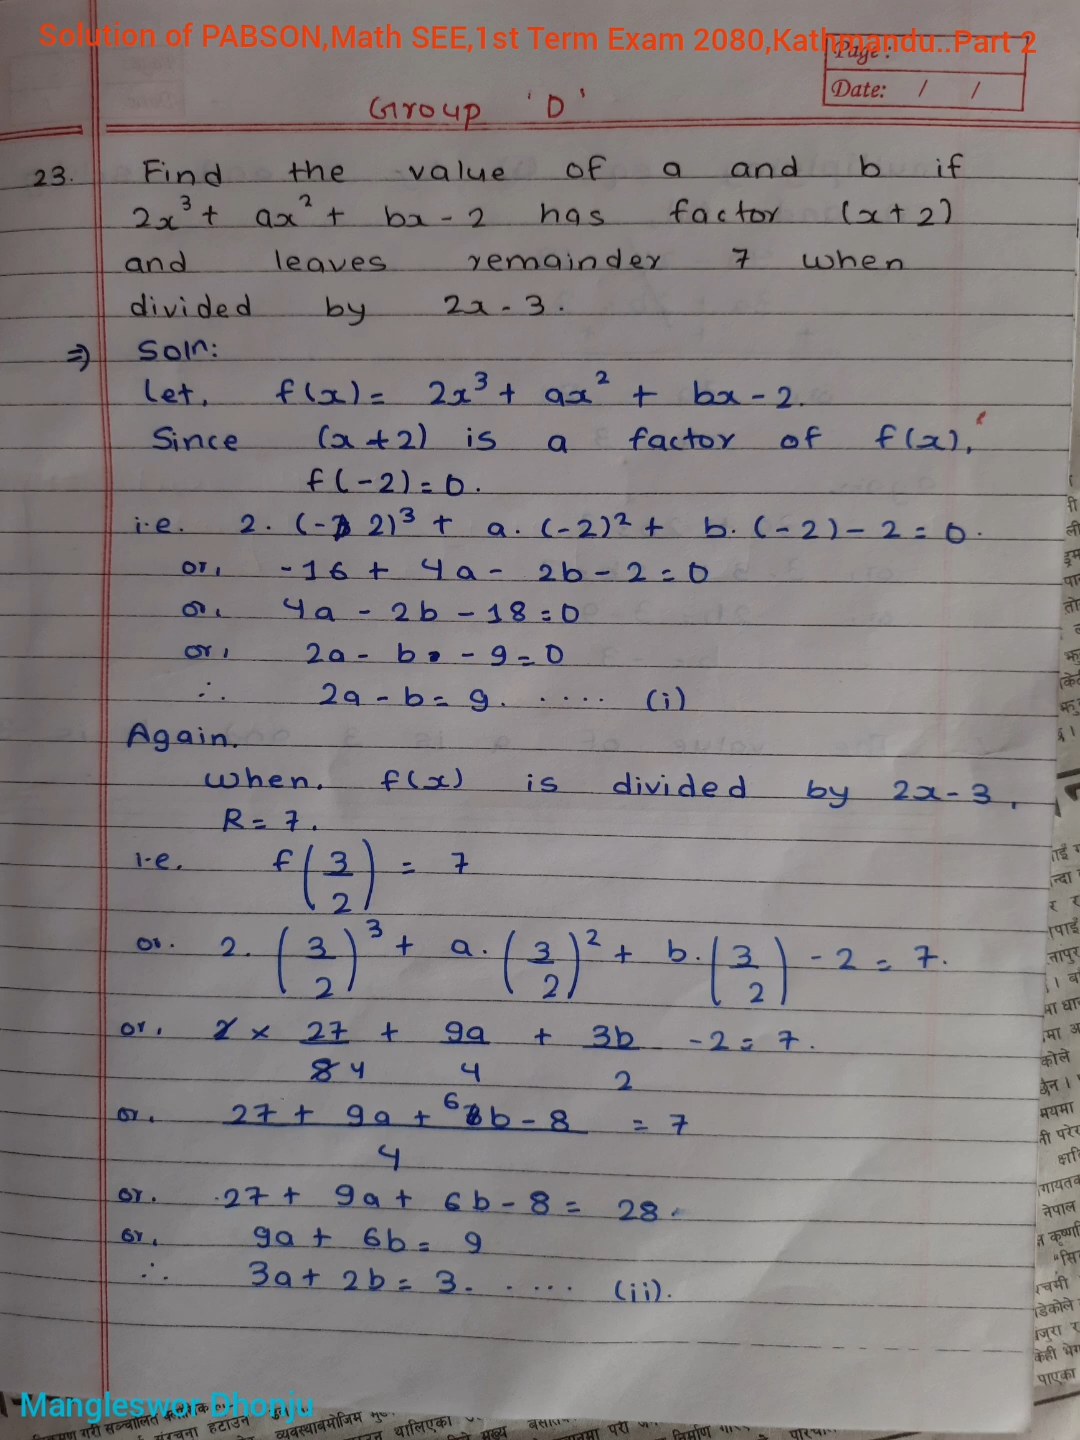 Solution of PABSON,Math SEE,1st Term Exam 2080,Kathmandu..Part 2
Page :
Date: / /
Group 'D'
23. Find the value of a and b if
2x³ + ax² + bx - 2 has factor (x+2)
and leaves remainder 7 when
divided by 2x - 3.
⇒ Soln:
Let, f(x) = 2x³ + ax² + bx - 2.
Since (x+2) is a factor of f(x),
f(-2) = 0.
i.e. 2. (-2)³ + a. (-2)² + b. (-2) - 2 = 0.
or, -16 + 4a - 2b - 2 = 0
or, 4a - 2b - 18 = 0
or, 2a - b - 9 = 0
∴ 2a - b = 9. ..... (i)
Again,
when, f(x) is divided by 2x-3,
R = 7.
i.e. f(3/2) = 7
or. 2. (3/2)³ + a. (3/2)² + b. (3/2) - 2 = 7.
or, 2 × 27/8 4 + 9a/4 + 3b/2 - 2 = 7.
or, (27 + 9a + 6b - 8)/4 = 7
or. 27 + 9a + 6b - 8 = 28.
or, 9a + 6b = 9
∴ 3a + 2b = 3. ..... (ii).
Mangleswor Dhonju